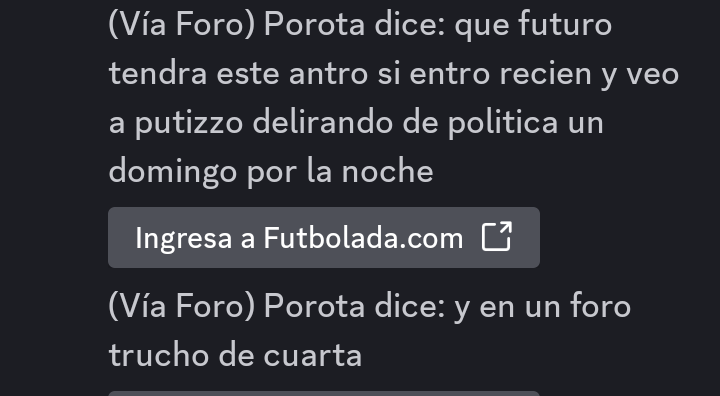 (Vía Foro) Porota dice: que futuro
tendra este antro si entro recien y veo
a putizzo delirando de politica un
domingo por la noche
Ingresa a Futbolada.com
(Vía Foro) Porota dice: y en un foro
trucho de cuarta